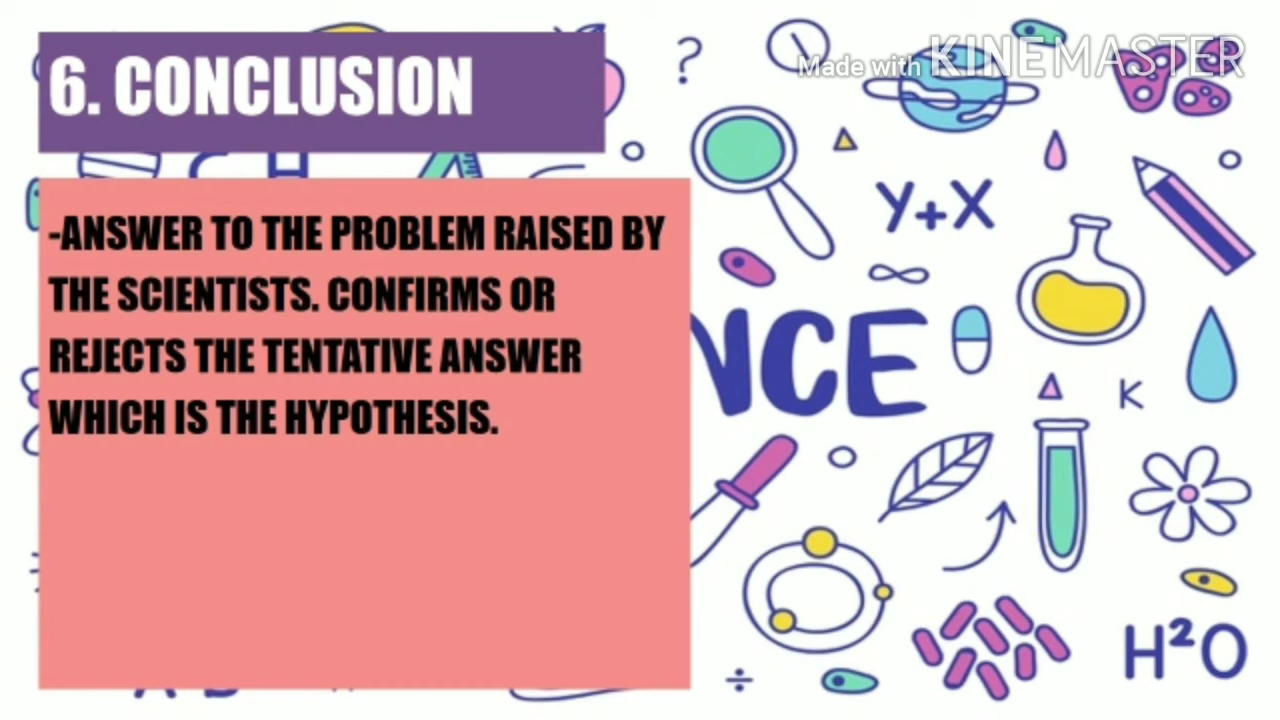 6. CONCLUSION
Made with KINEMASTER
-ANSWER TO THE PROBLEM RAISED BY
THE SCIENTISTS. CONFIRMS OR
REJECTS THE TENTATIVE ANSWER
WHICH IS THE HYPOTHESIS.
?
Y+X
NCE
K
H²O
÷